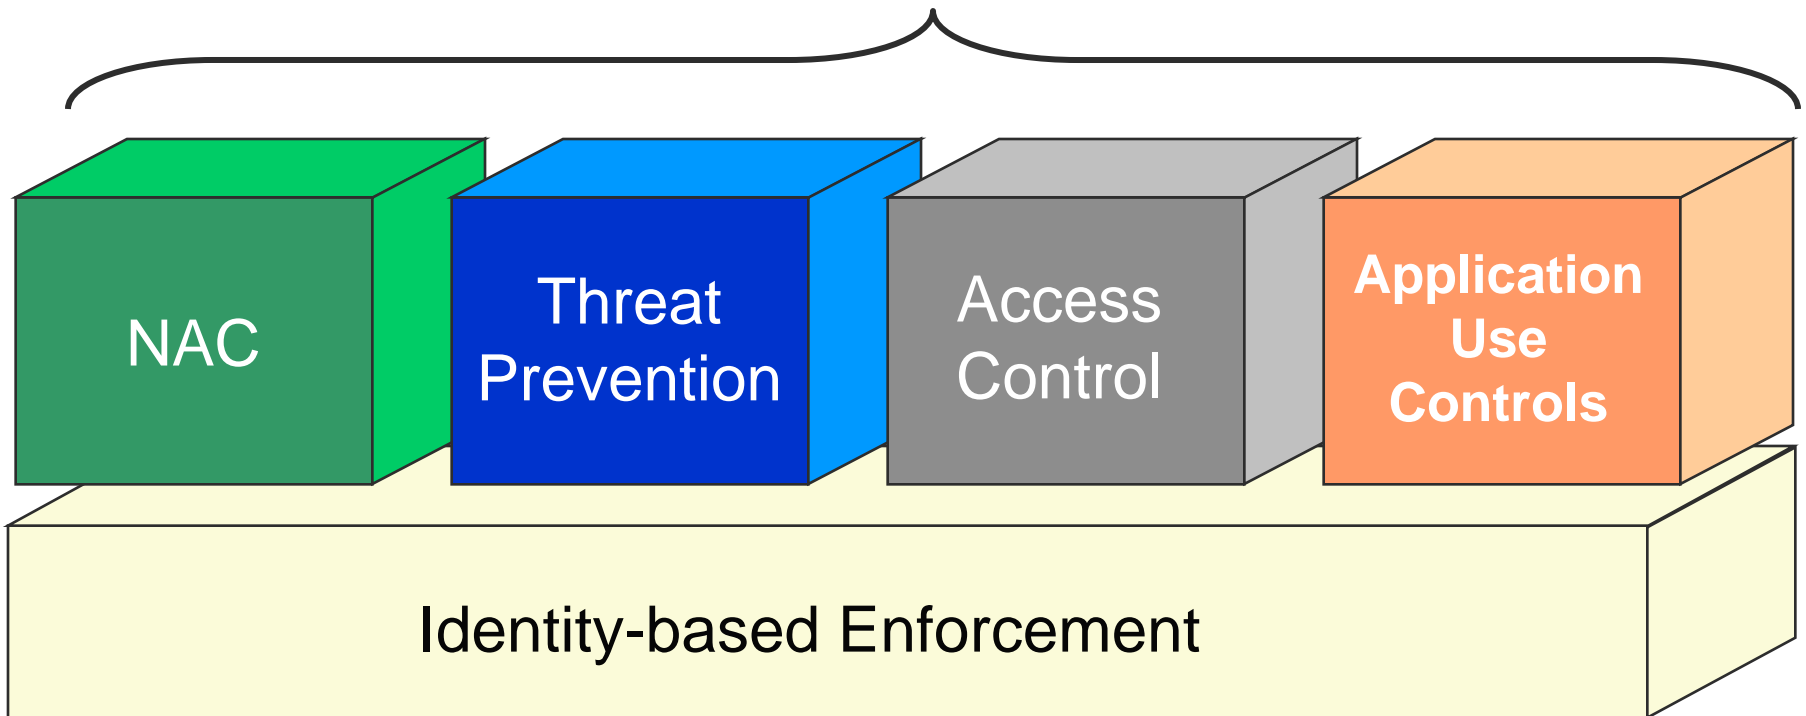 NAC
Threat
Prevention
Access
Control
Application
Use
Controls
Identity-based Enforcement